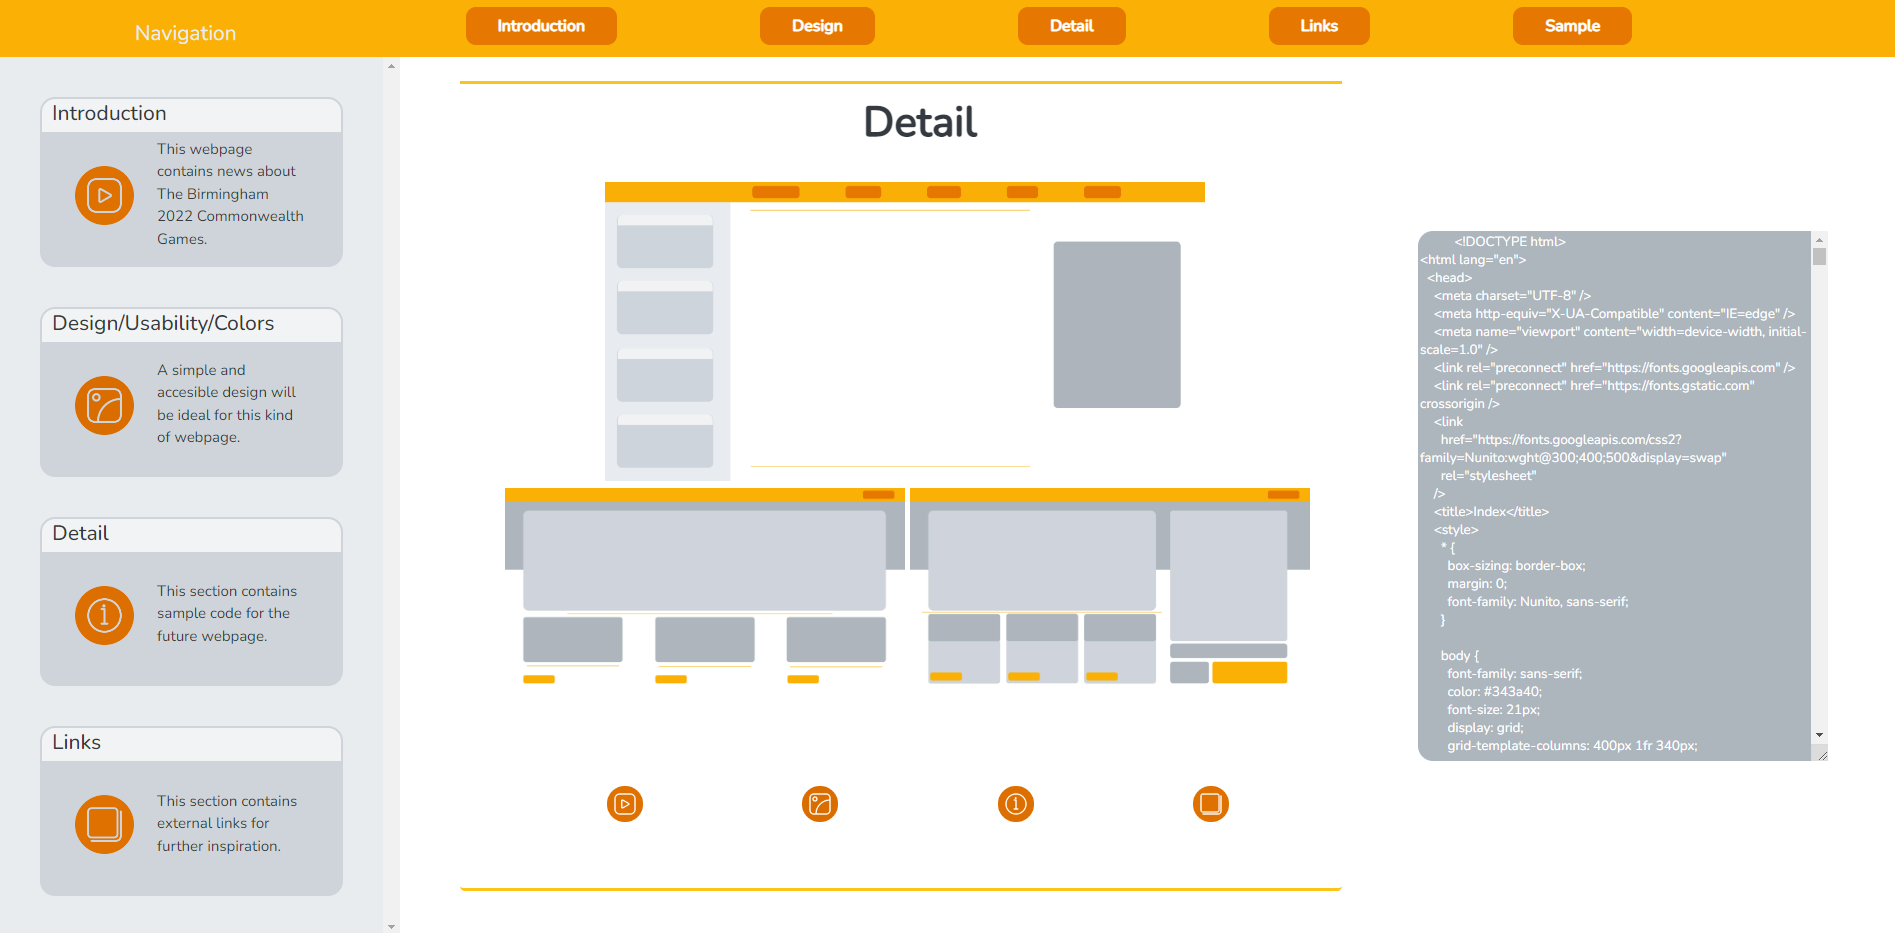 Navigation
Introduction
Design
Detail
Links
Sample
Introduction
This webpage
contains news about
The Birmingham
2022 Commonwealth
Games.
Design/Usability/Colors
A simple and
accesible design will
be ideal for this kind
of webpage.
Detail
This section contains
sample code for the
future webpage.
Links
This section contains
external links for
further inspiration.
Detail
<!DOCTYPE html>
<html lang="en">
<head>
<meta charset="UTF-8" />
<meta http-equiv="X-UA-Compatible" content="IE=edge" />
<meta name="viewport" content="width=device-width, initial-
scale=1.0" />
<link rel="preconnect" href="https://fonts.googleapis.com" />
<link rel="preconnect" href="https://fonts.gstatic.com"
crossorigin />
<link
href="https://fonts.googleapis.com/css2?
family=Nunito:wght@300;400;500&display=swap"
rel="stylesheet"
/>
<title>Index</title>
<style>
* {
box-sizing: border-box;
margin: 0;
font-family: Nunito, sans-serif;
}
body {
font-family: sans-serif;
color: #343a40;
font-size: 21px;
display: grid;
grid-template-columns: 400px 1fr 340px;